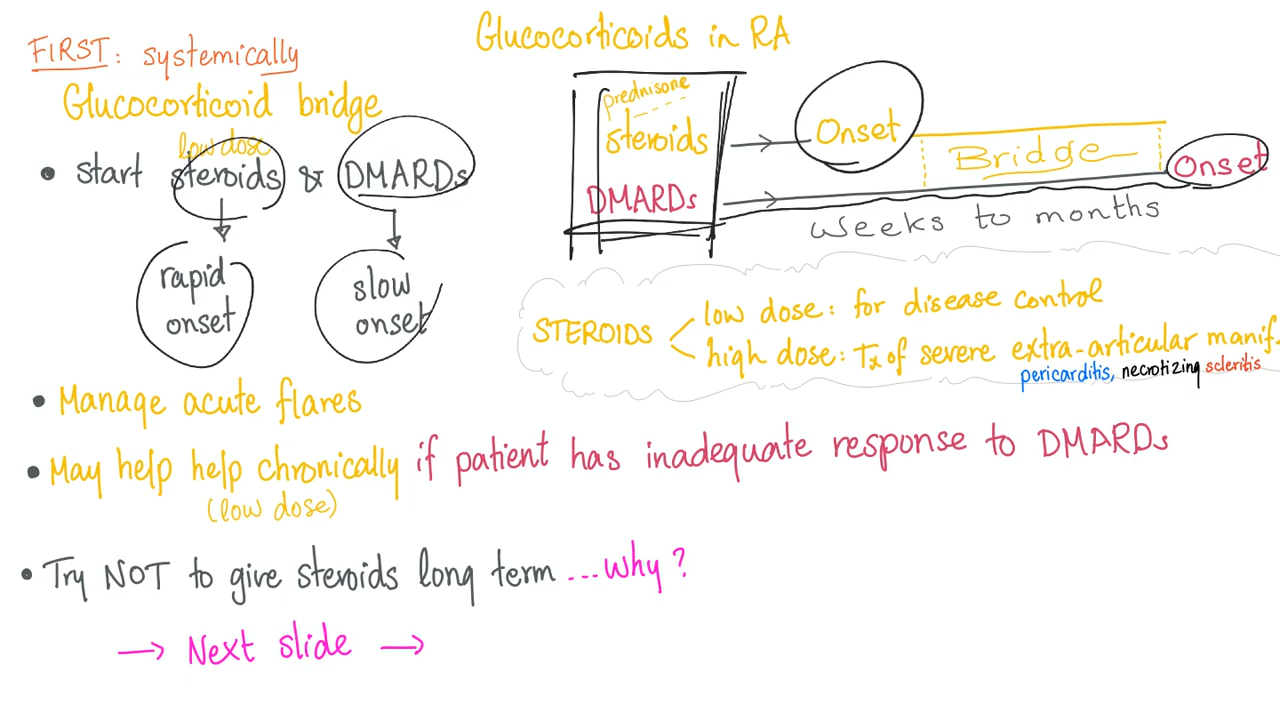 Glucocorticoids in RA
FIRST: systemically
Glucocorticoid bridge
low dose
• start steroids & DMARDs
rapid
onset
slow
onset
prednisone
steroids
DMARDs
Onset
Bridge
Onset
weeks to months
STEROIDS
low dose: for disease control
high dose: Tx of severe extra-articular manif.
pericarditis, necrotizing scleritis
• Manage acute flares
• May help help chronically if patient has inadequate response to DMARDs
(low dose)
• Try NOT to give steroids long term ...why?
→ Next slide →